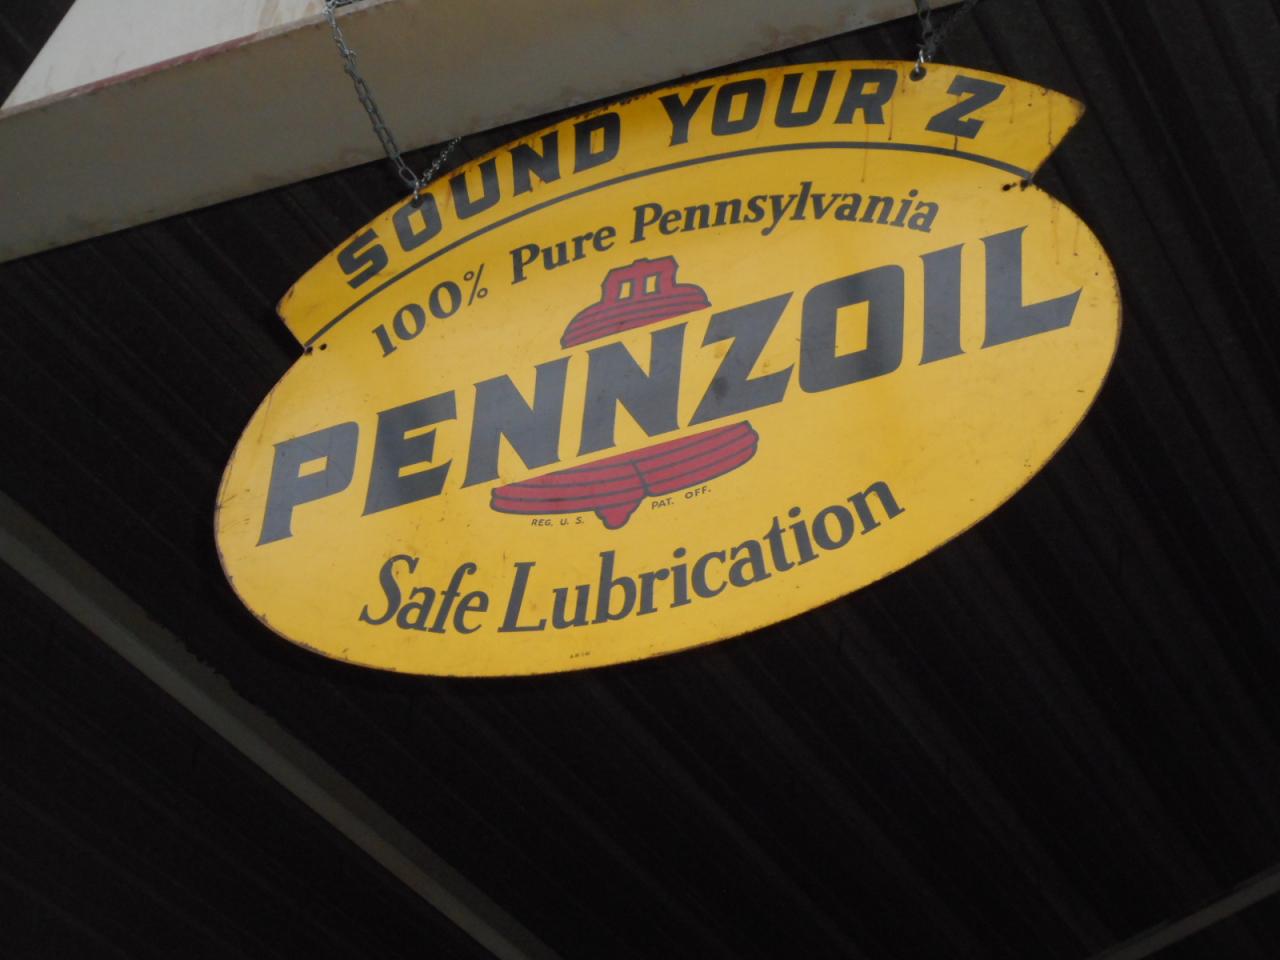 SOUND YOUR Z
100% Pure Pennsylvania
PENNZOIL
REG. U. S. PAT. OFF.
Safe Lubrication